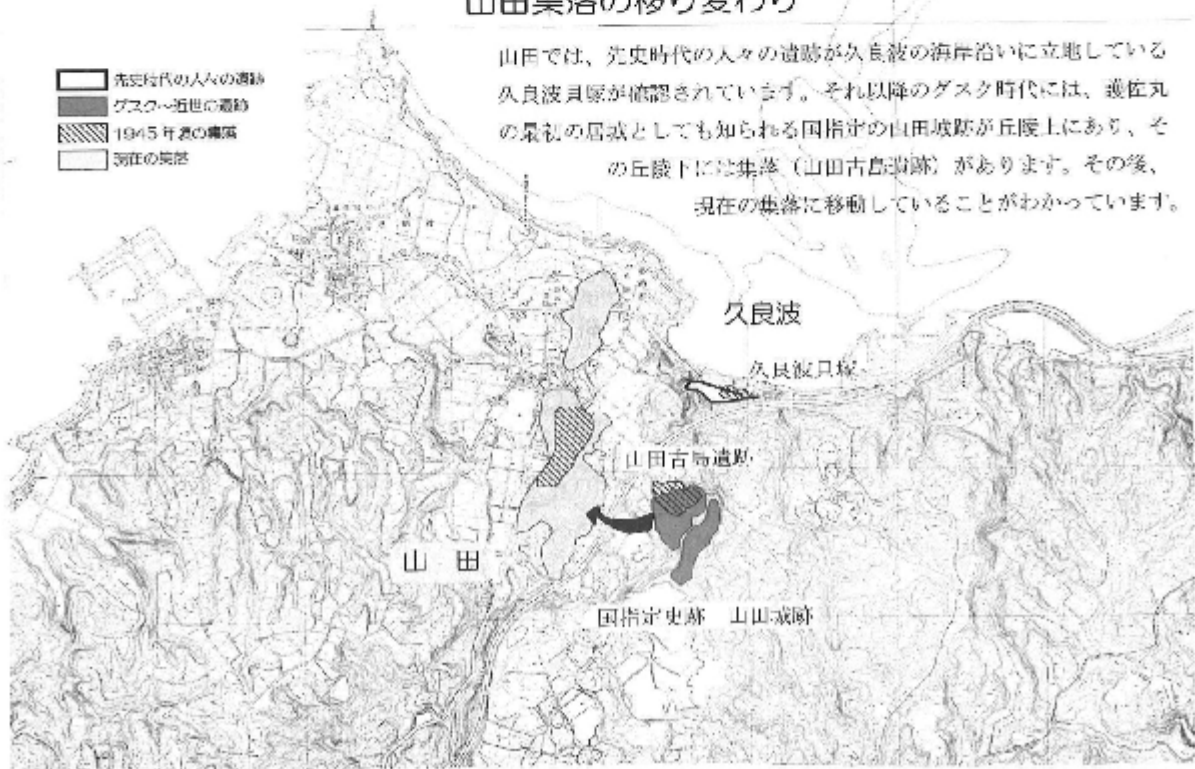 山田集落の移り変わり
先史時代の人々の遺跡
グスク～近世の遺跡
1945年頃の集落
現在の集落
山田では、先史時代の人々の遺跡が久良波の海岸沿いに立地している
久良波貝塚が確認されています。それ以降のグスク時代には、護佐丸
の最初の居城としても知られる国指定の山田城跡が丘陵上にあり、そ
の丘陵下には集落（山田古島遺跡）があります。その後、
現在の集落に移動していることがわかっています。
久良波
久良波貝塚
山田古島遺跡
山田
国指定史跡 山田城跡